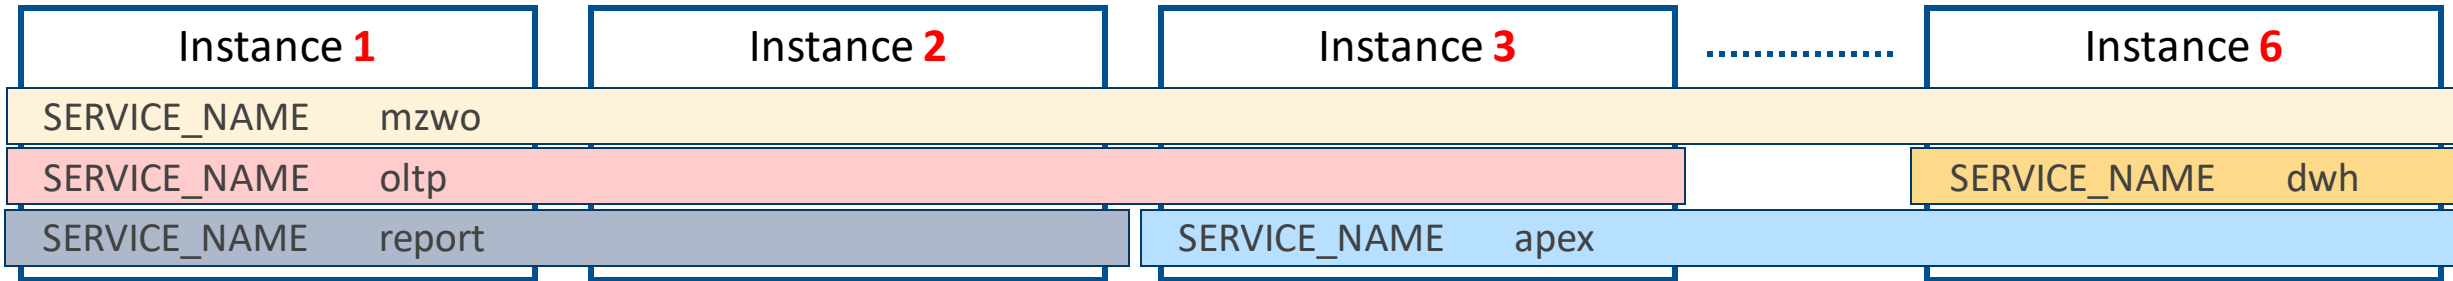 Instance 1 Instance 2 Instance 3 ................ Instance 6
SERVICE_NAME mzwo
SERVICE_NAME oltp SERVICE_NAME dwh
SERVICE_NAME report SERVICE_NAME apex